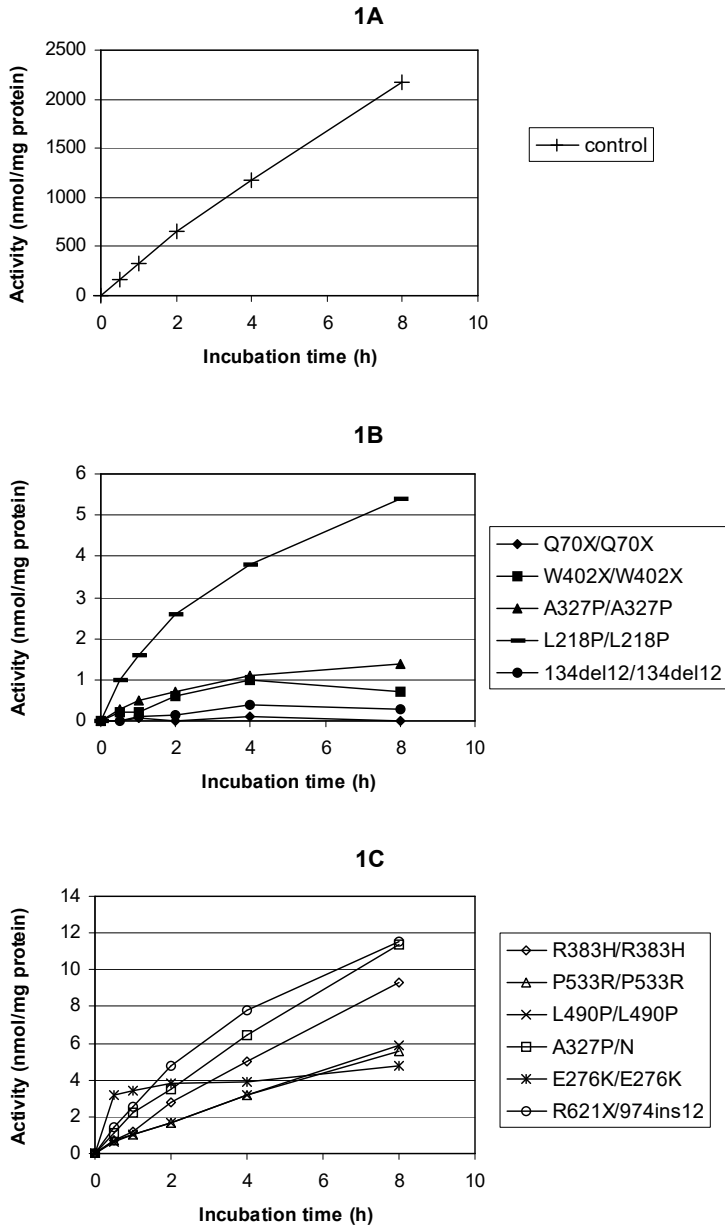 1A
Activity (nmol/mg protein)
2500
2000
1500
1000
500
0
0 2 4 6 8 10
Incubation time (h)
control
1B
Activity (nmol/mg protein)
6
5
4
3
2
1
0
0 2 4 6 8 10
Incubation time (h)
Q70X/Q70X
W402X/W402X
A327P/A327P
L218P/L218P
134del12/134del12
1C
Activity (nmol/mg protein)
14
12
10
8
6
4
2
0
0 2 4 6 8 10
Incubation time (h)
R383H/R383H
P533R/P533R
L490P/L490P
A327P/N
E276K/E276K
R621X/974ins12